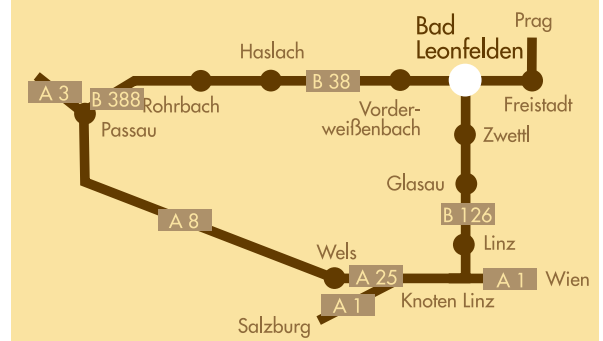 Prag
Bad
Leonfelden
Haslach
B 38
A 3
B 388
Rohrbach
Vorder-
weißenbach
Freistadt
Passau
Zwettl
Glasau
B 126
A 8
Linz
Wels
A 25
A 1
Wien
Knoten Linz
A 1
Salzburg